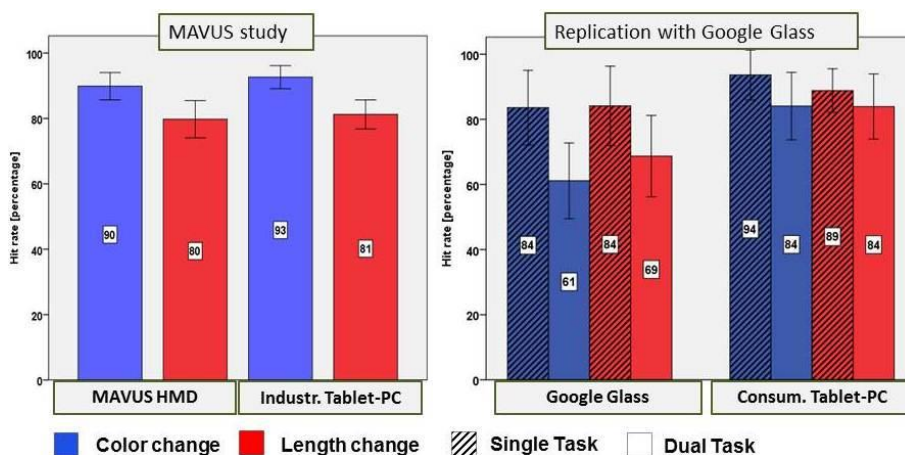 MAVUS study
Hit rate [percentage]
100
80
60
40
20
0
90
80
93
81
MAVUS HMD
Industr. Tablet-PC
Replication with Google Glass
Hit rate [percentage]
100
80
60
40
20
0
84
61
84
69
94
84
89
84
Google Glass
Consum. Tablet-PC
Color change
Length change
Single Task
Dual Task